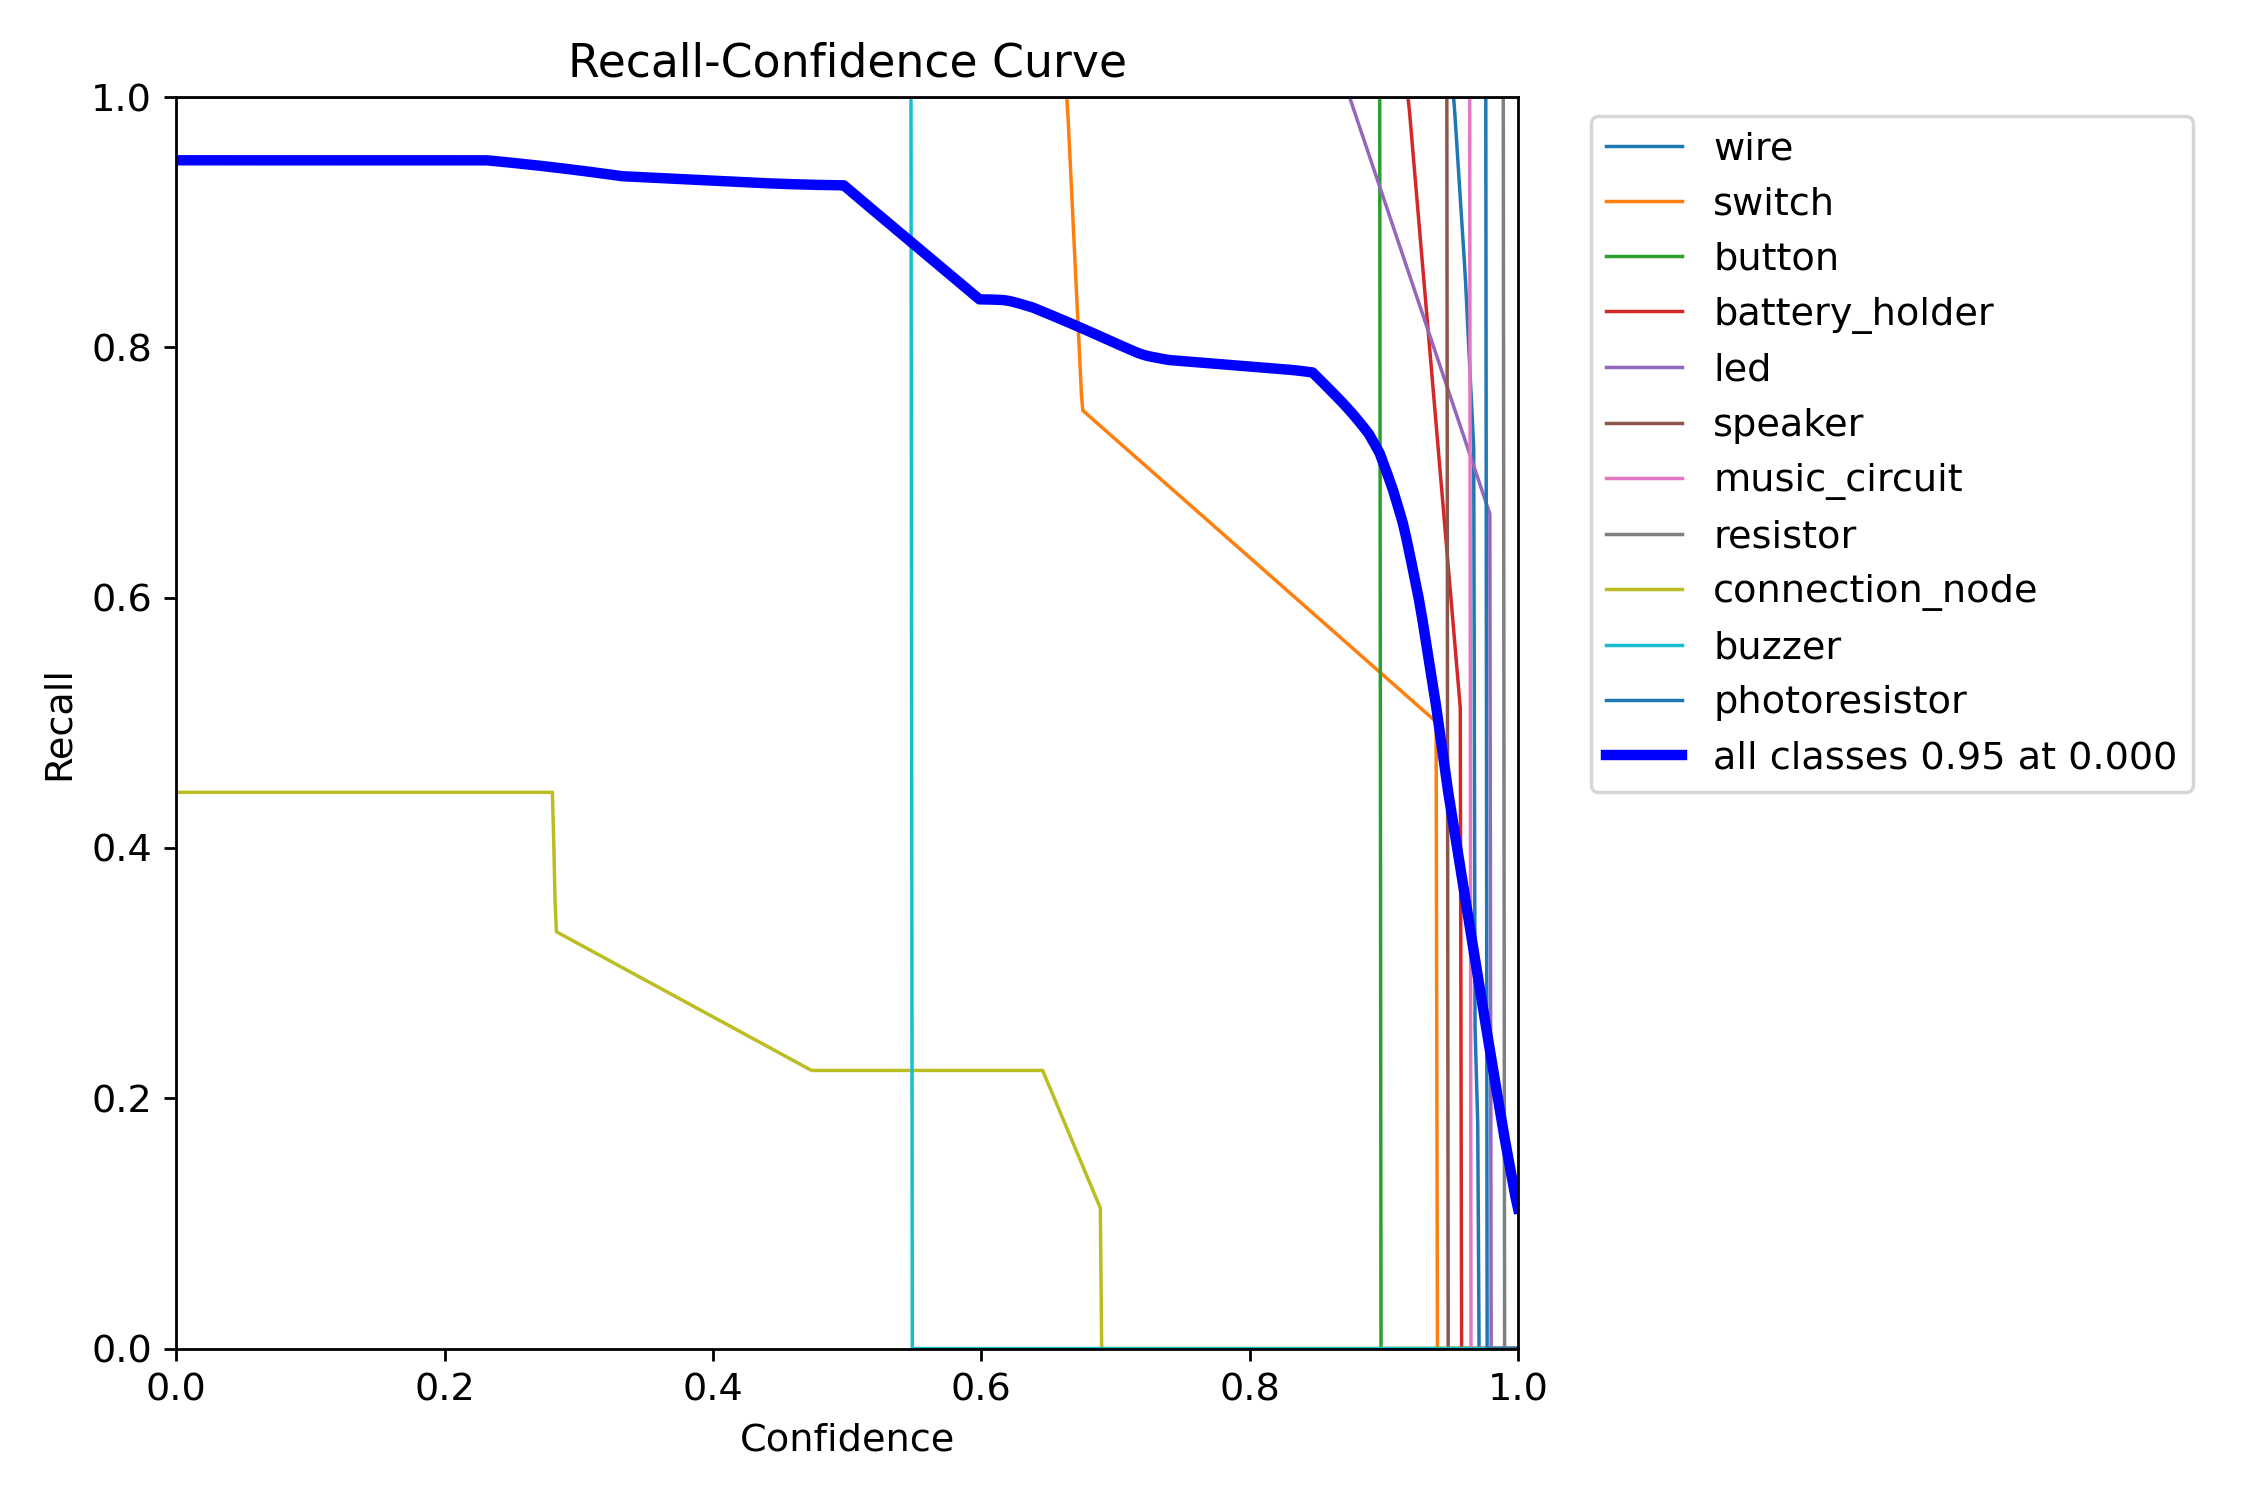 Recall-Confidence Curve
1.0
0.8
0.6
0.4
0.2
0.0
Recall
0.0 0.2 0.4 0.6 0.8 1.0
Confidence
wire
switch
button
battery_holder
led
speaker
music_circuit
resistor
connection_node
buzzer
photoresistor
all classes 0.95 at 0.000